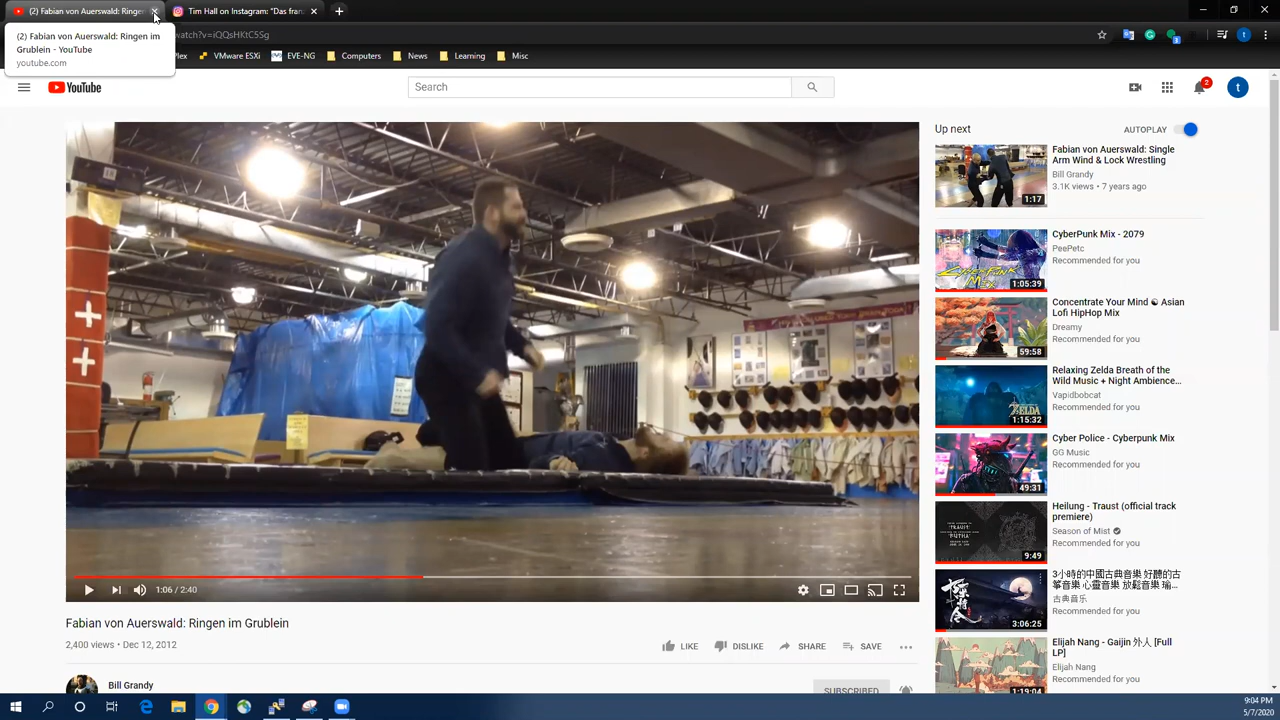 (2) Fabian von Auerswald: Ringen
Tim Hall on Instagram: "Das fran
(2) Fabian von Auerswald: Ringen im
Grublein - YouTube
youtube.com
watch?v=iQQsHKtC5Sg
VMware ESXi
EVE-NG
Computers
News
Learning
Misc
YouTube
Search
2
t
Up next
AUTOPLAY
Fabian von Auerswald: Single
Arm Wind & Lock Wrestling
Bill Grandy
3.1K views • 7 years ago
1:17
CyberPunk Mix - 2079
PeePetc
Recommended for you
1:05:39
Concentrate Your Mind ☯ Asian
Lofi HipHop Mix
Dreamy
Recommended for you
59:58
Relaxing Zelda Breath of the
Wild Music + Night Ambience...
Vapidbobcat
Recommended for you
1:15:32
Cyber Police - Cyberpunk Mix
GG Music
Recommended for you
49:31
Heilung - Traust (official track
premiere)
Season of Mist
Recommended for you
9:49
3小時的中國古典音樂 好聽的古
箏音樂 心靈音樂 放鬆音樂 瑜...
古典音乐
Recommended for you
3:06:25
Elijah Nang - Gaijin 外人 [Full
LP]
Elijah Nang
Recommended for you
1:19:04
1:06 / 2:40
Fabian von Auerswald: Ringen im Grublein
2,400 views • Dec 12, 2012
LIKE
DISLIKE
SHARE
SAVE
Bill Grandy
SUBSCRIBED
9:04 PM
5/7/2020